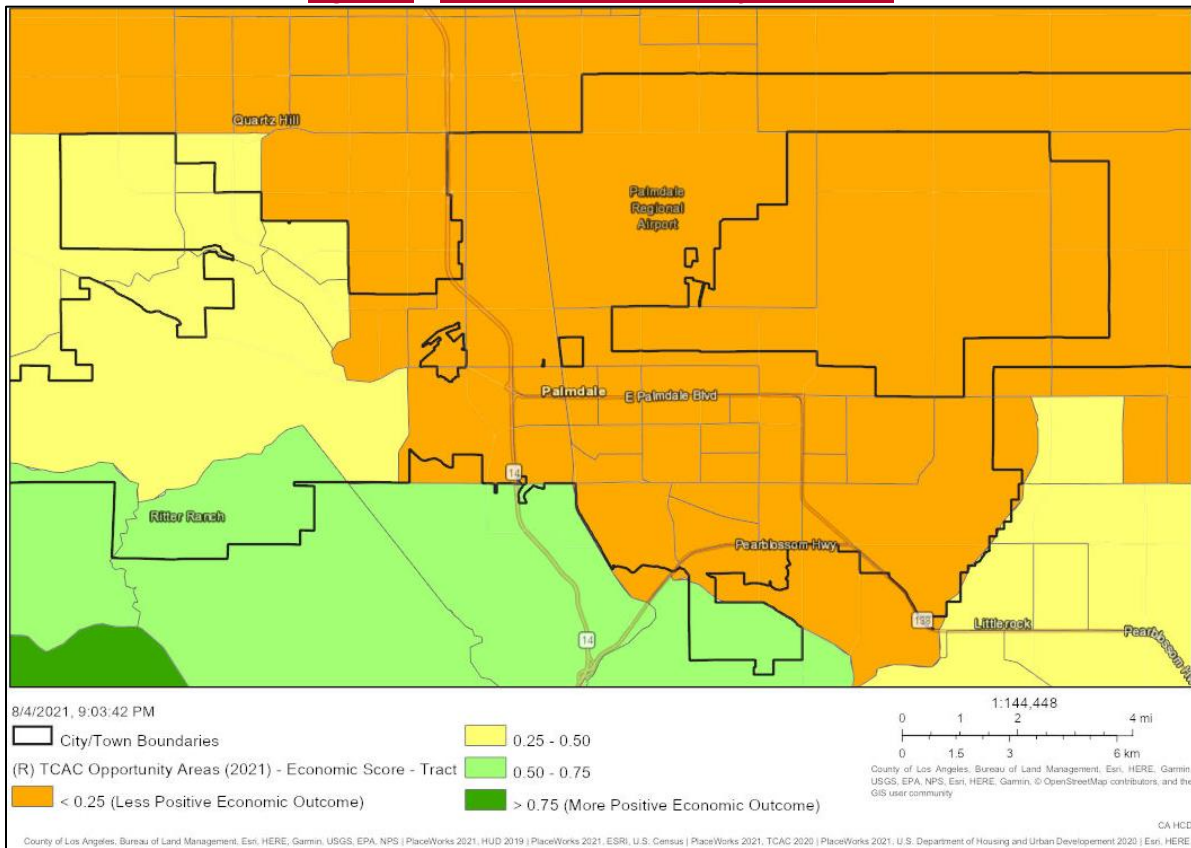 Quartz Hill
Palmdale
Regional
Airport
Palmdale
E Palmdale Blvd
14
Ritter Ranch
Pearblossom Hwy
14
138
Littlerock
Pearblossom H
8/4/2021, 9:03:42 PM
City/Town Boundaries
(R) TCAC Opportunity Areas (2021) - Economic Score - Tract
< 0.25 (Less Positive Economic Outcome)
0.25 - 0.50
0.50 - 0.75
> 0.75 (More Positive Economic Outcome)
1:144,448
0 1 2 4 mi
0 1.5 3 6 km
County of Los Angeles, Bureau of Land Management, Esri, HERE, Garmin,
USGS, EPA, NPS, Esri, HERE, Garmin, © OpenStreetMap contributors, and the
GIS user community
CA HCD
County of Los Angeles, Bureau of Land Management, Esri, HERE, Garmin, USGS, EPA, NPS | PlaceWorks 2021, HUD 2019 | PlaceWorks 2021, ESRI, U.S. Census | PlaceWorks 2021, TCAC 2020 | PlaceWorks 2021, U.S. Department of Housing and Urban Developement 2020 | Esri, HERE